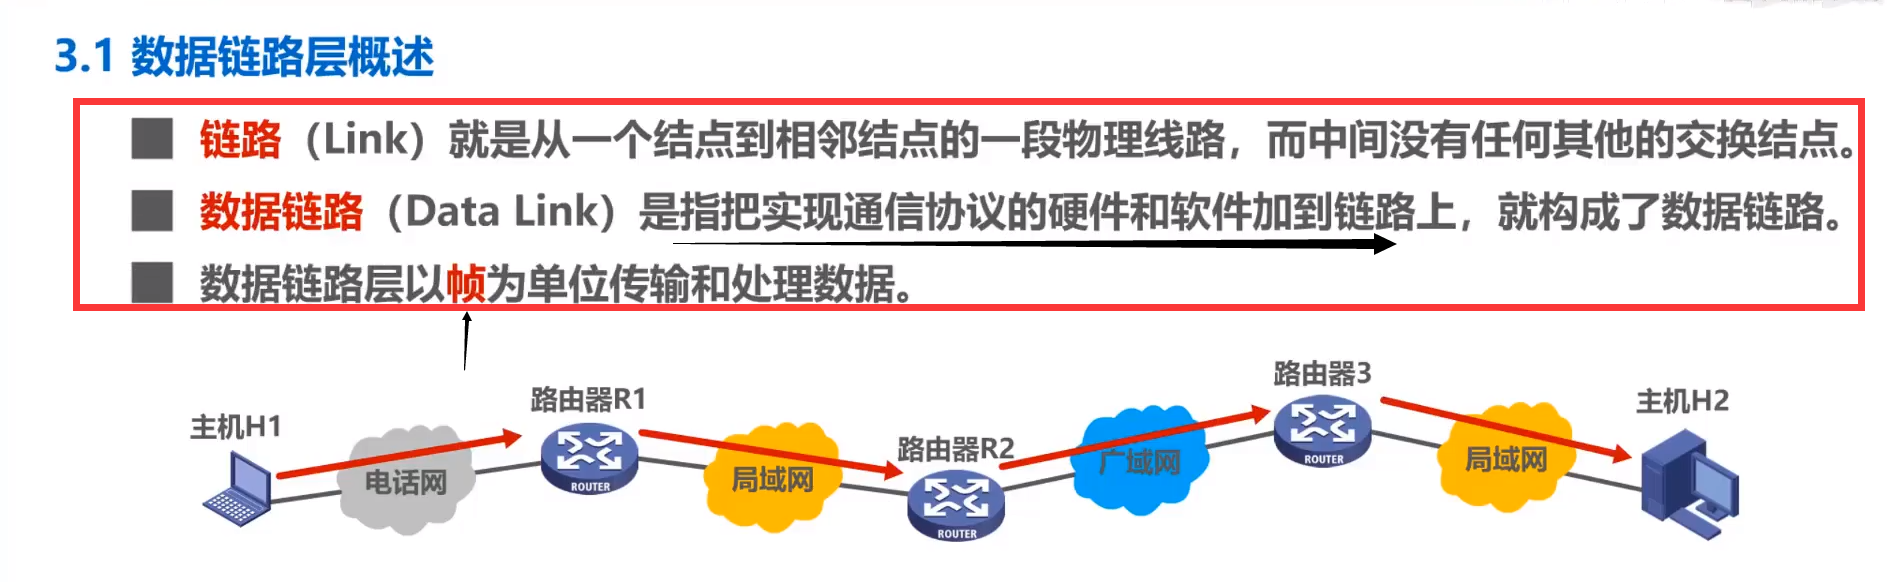 3.1 数据链路层概述
链路（Link）就是从一个结点到相邻结点的一段物理线路，而中间没有任何其他的交换结点。
数据链路（Data Link）是指把实现通信协议的硬件和软件加到链路上，就构成了数据链路。
数据链路层以帧为单位传输和处理数据。
主机H1
电话网
路由器R1
ROUTER
局域网
路由器R2
ROUTER
广域网
路由器3
ROUTER
局域网
主机H2